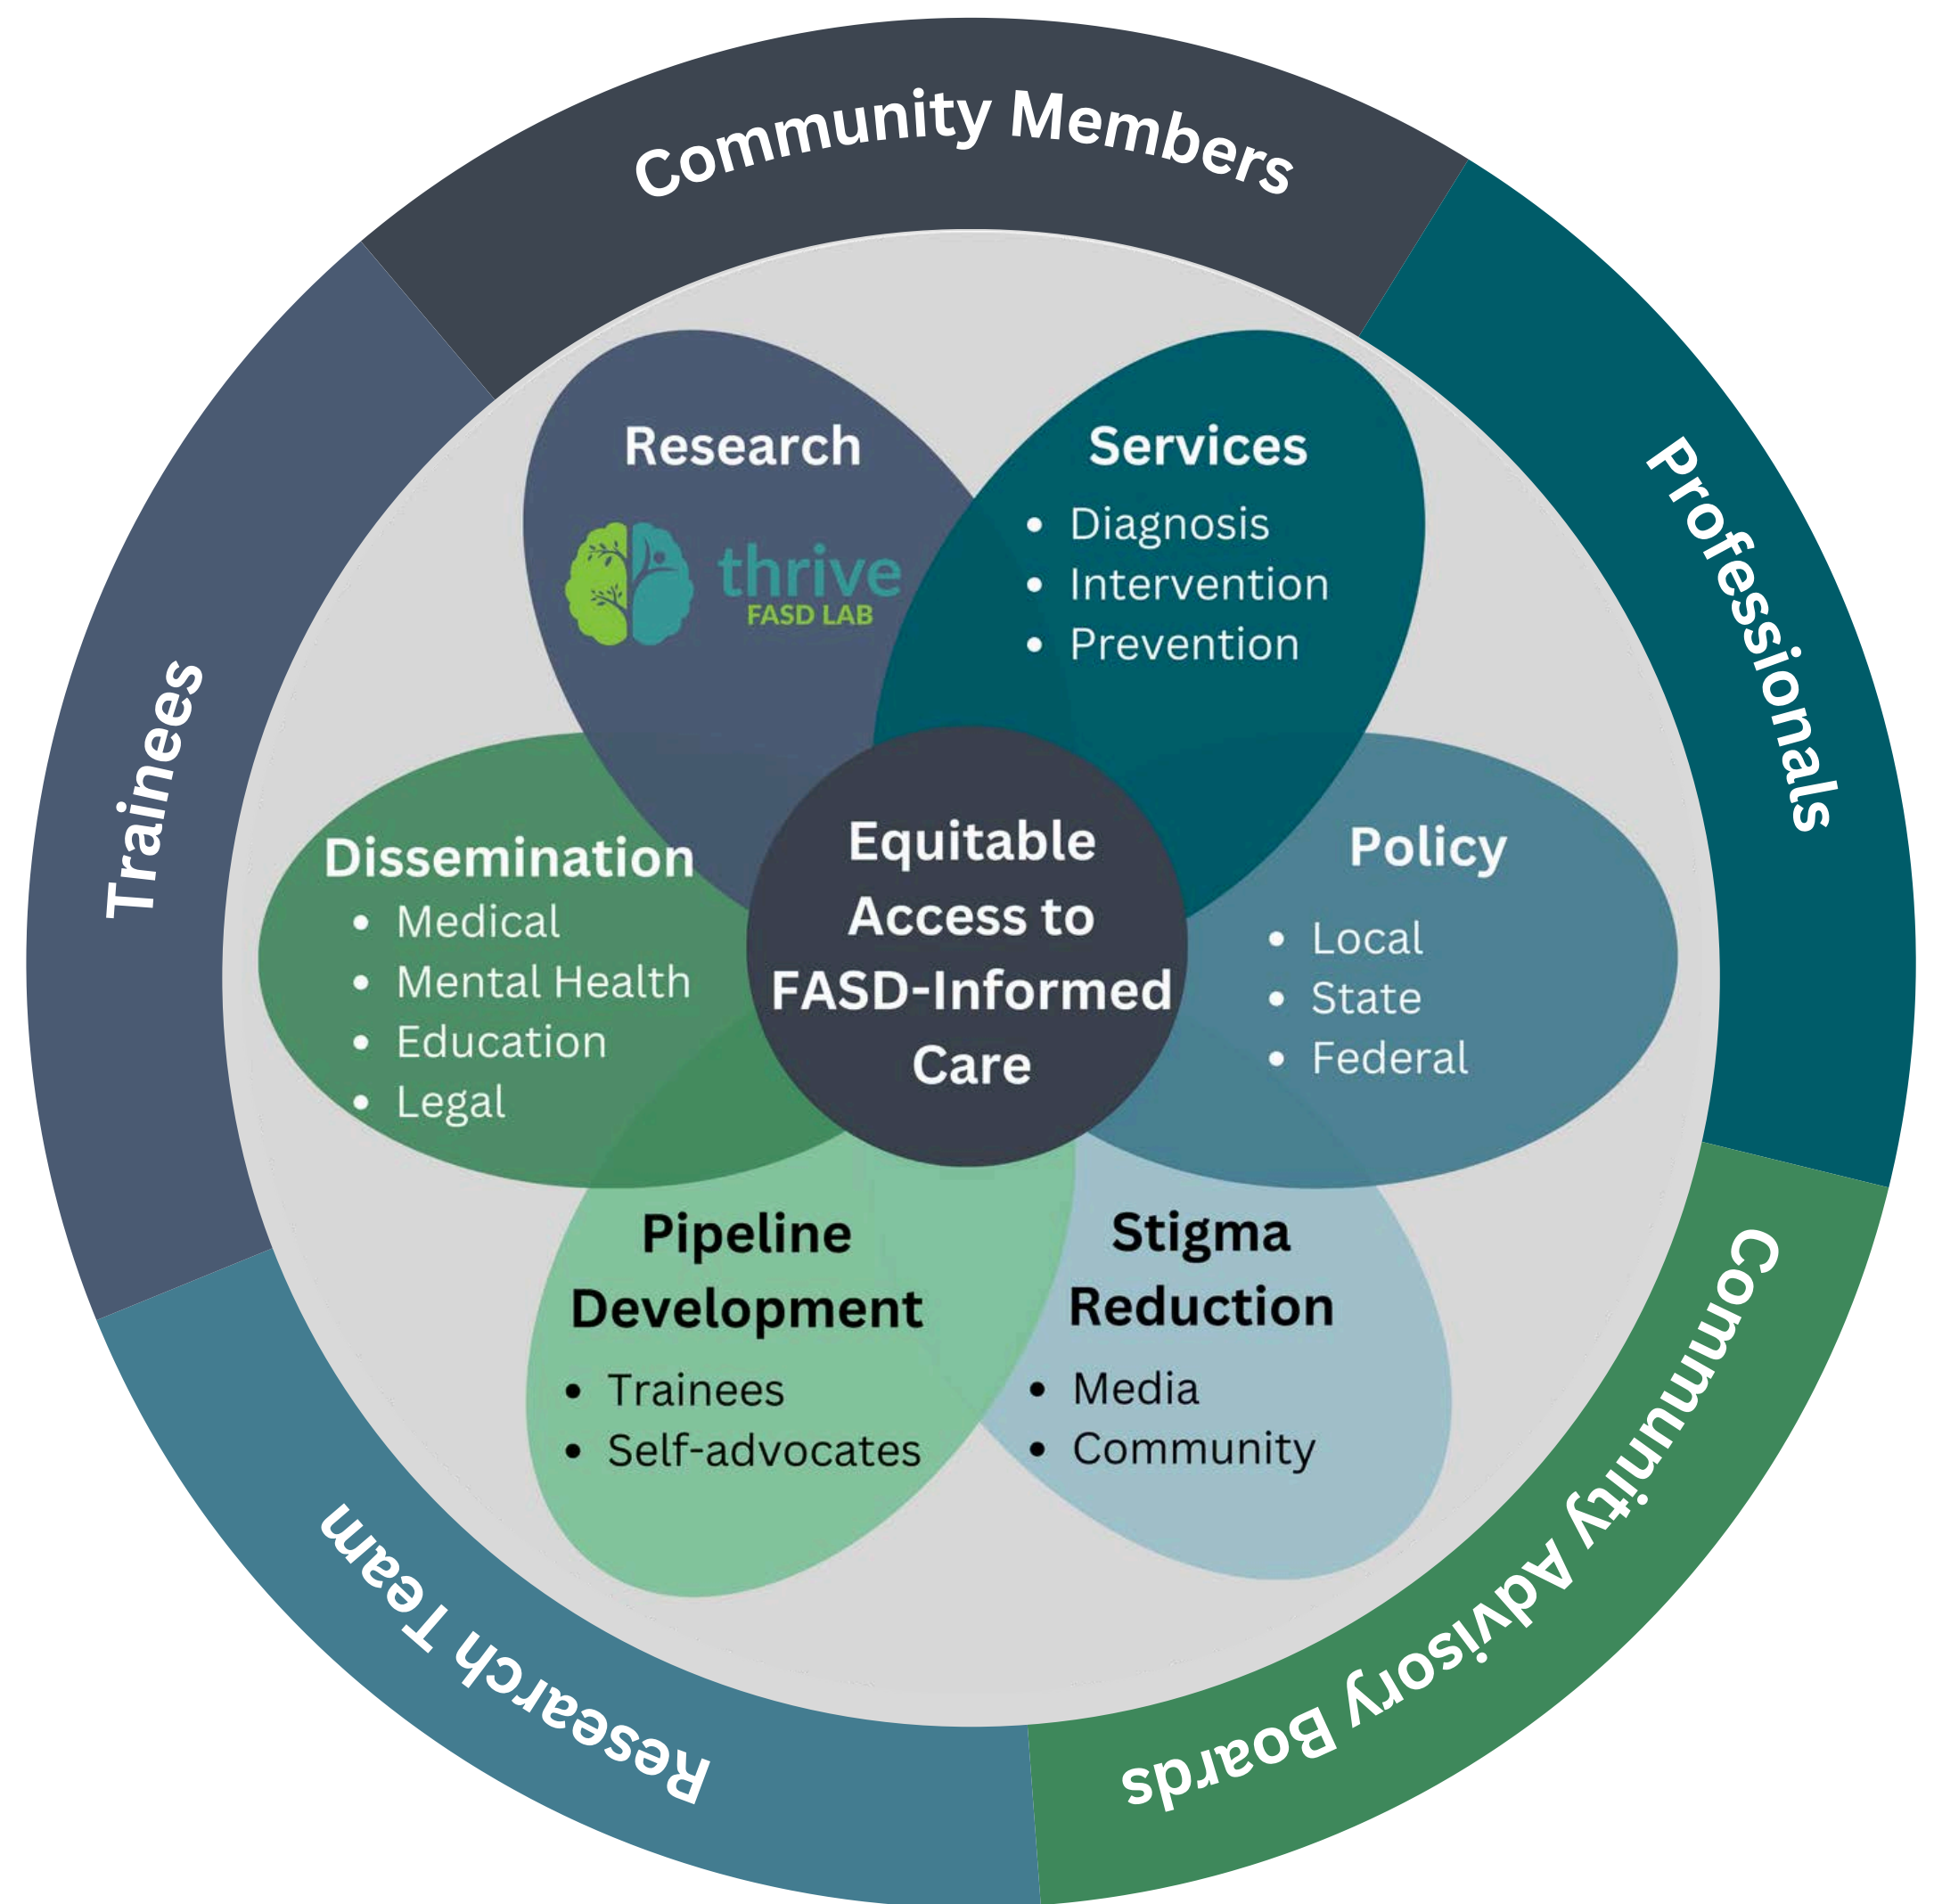 Community Members
Professionals
Community Advisory Boards
Research Team
Trainees
Research
thrive
FASD LAB
Services
• Diagnosis
• Intervention
• Prevention
Policy
• Local
• State
• Federal
Stigma
Reduction
• Media
• Community
Pipeline
Development
• Trainees
• Self-advocates
Dissemination
• Medical
• Mental Health
• Education
• Legal
Equitable
Access to
FASD-Informed
Care